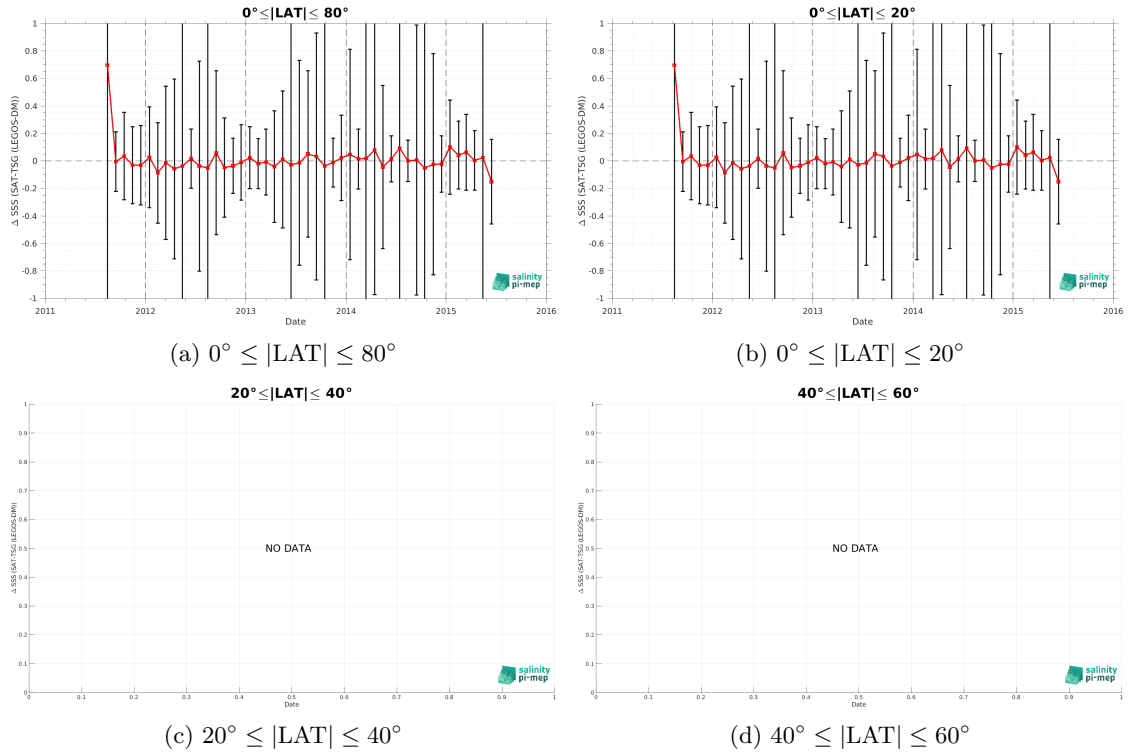 0°≤|LAT|≤ 80°
Δ SSS (SAT-TSG (LEGOS-DM))
1
0.8
0.6
0.4
0.2
0
-0.2
-0.4
-0.6
-0.8
-1
2011 2012 2013 2014 2015 2016
Date
salinity
pi-mep
(a) 0° ≤ |LAT| ≤ 80°
0°≤|LAT|≤ 20°
Δ SSS (SAT-TSG (LEGOS-DM))
1
0.8
0.6
0.4
0.2
0
-0.2
-0.4
-0.6
-0.8
-1
2011 2012 2013 2014 2015 2016
Date
salinity
pi-mep
(b) 0° ≤ |LAT| ≤ 20°
20°≤|LAT|≤ 40°
Δ SSS (SAT-TSG (LEGOS-DM))
1
0.9
0.8
0.7
0.6
0.5
0.4
0.3
0.2
0.1
0
NO DATA
0 0.1 0.2 0.3 0.4 0.5 0.6 0.7 0.8 0.9 1
Date
salinity
pi-mep
(c) 20° ≤ |LAT| ≤ 40°
40°≤|LAT|≤ 60°
Δ SSS (SAT-TSG (LEGOS-DM))
1
0.9
0.8
0.7
0.6
0.5
0.4
0.3
0.2
0.1
0
NO DATA
0 0.1 0.2 0.3 0.4 0.5 0.6 0.7 0.8 0.9 1
Date
salinity
pi-mep
(d) 40° ≤ |LAT| ≤ 60°